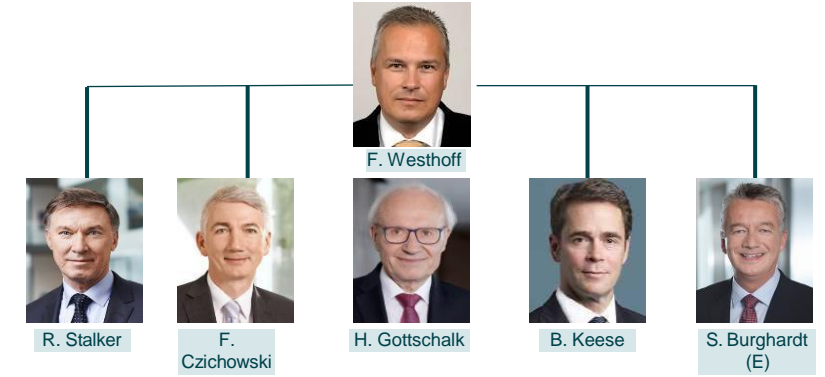 F. Westhoff
R. Stalker
F.
Czichowski
H. Gottschalk
B. Keese
S. Burghardt
(E)